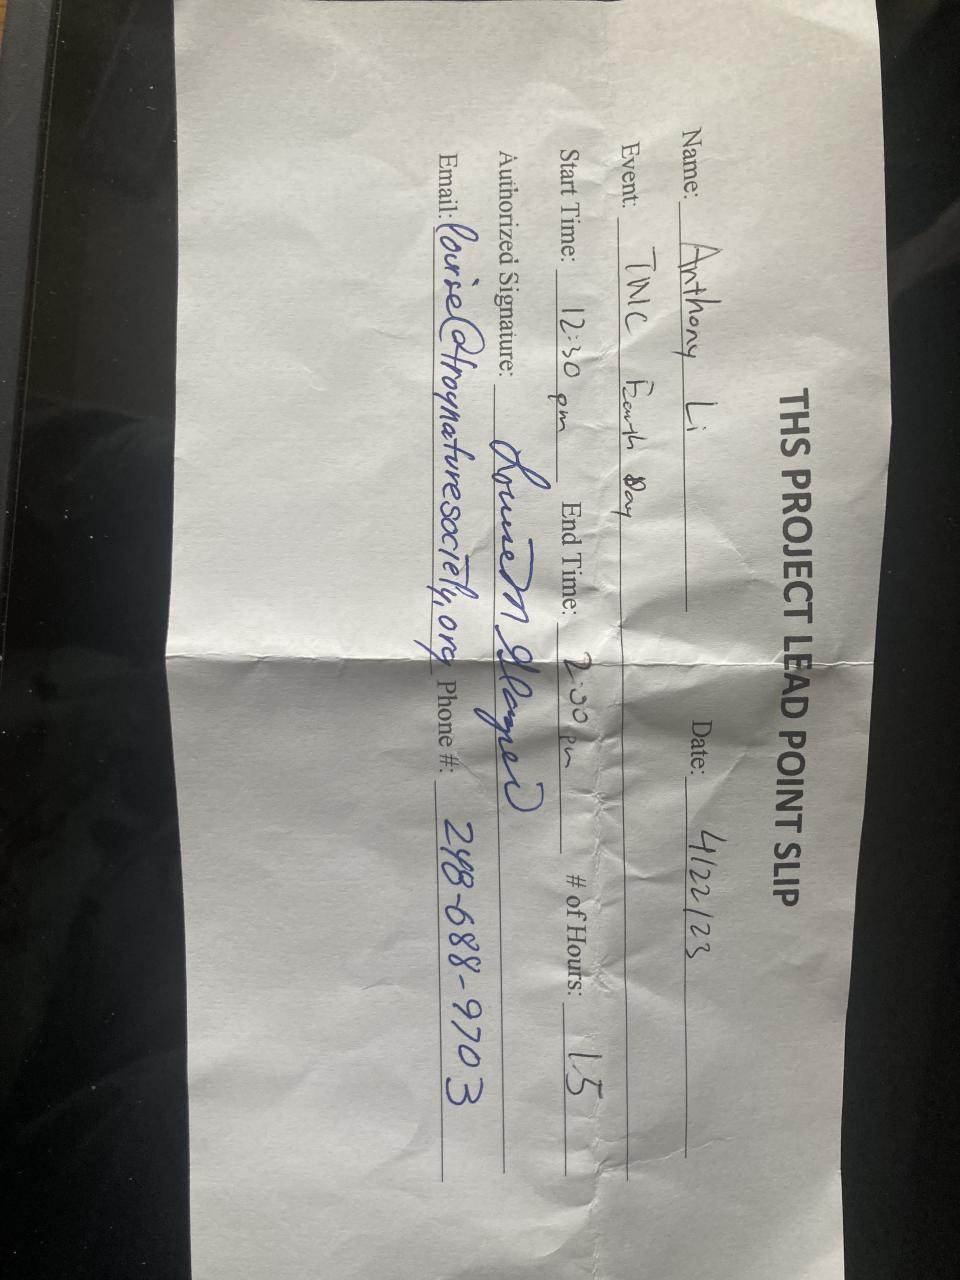 THS PROJECT LEAD POINT SLIP
Name: Anthony Li Date: 4/22/23
Event: TNC Earth Day
Start Time: 12:30 pm End Time: 2:00 pm # of Hours: 1.5
Authorized Signature: Louise M
Email: louise@troynaturesociety.org Phone #: 248-688-9703